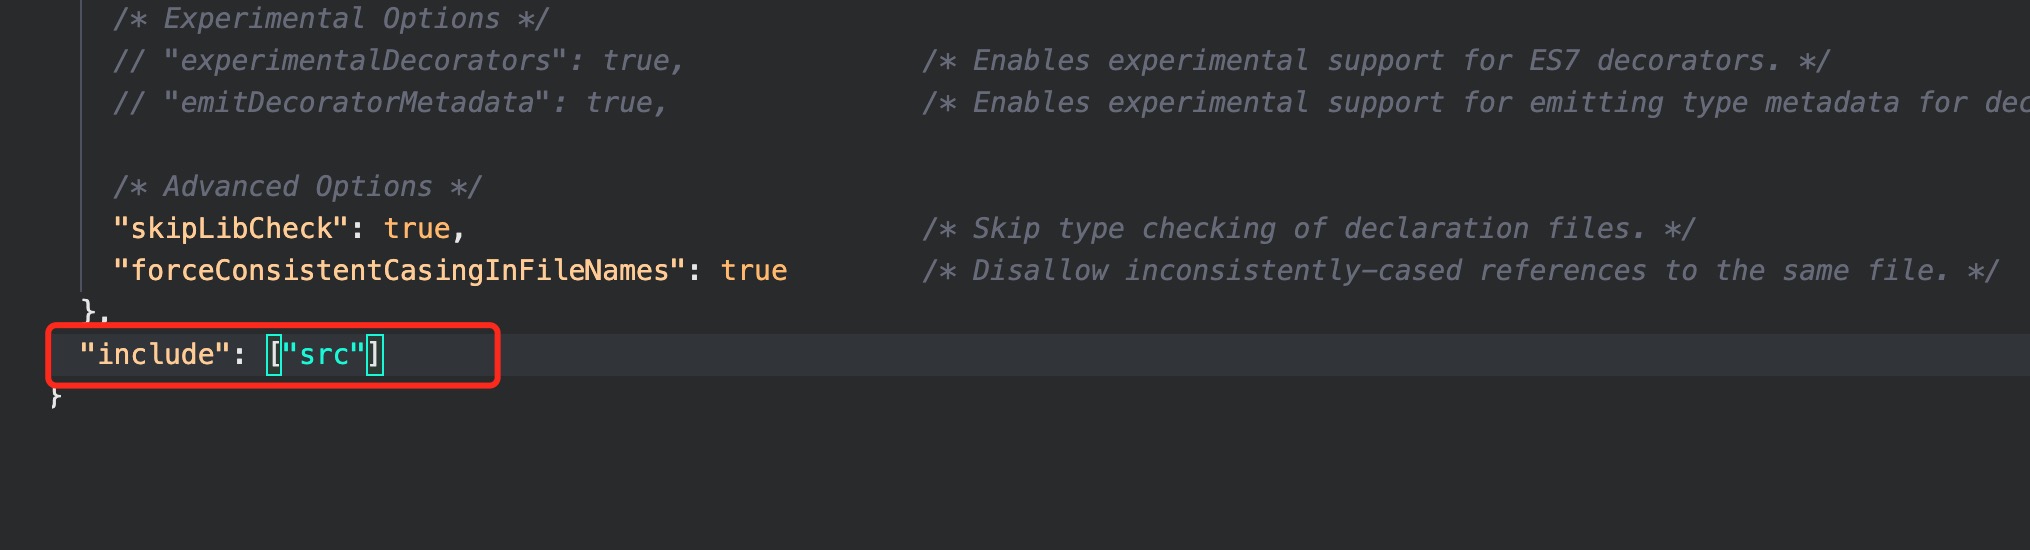 /* Experimental Options */
// "experimentalDecorators": true, /* Enables experimental support for ES7 decorators. */
// "emitDecoratorMetadata": true, /* Enables experimental support for emitting type metadata for dec
/* Advanced Options */
"skipLibCheck": true, /* Skip type checking of declaration files. */
"forceConsistentCasingInFileNames": true /* Disallow inconsistently-cased references to the same file. */
},
"include": ["src"]
}